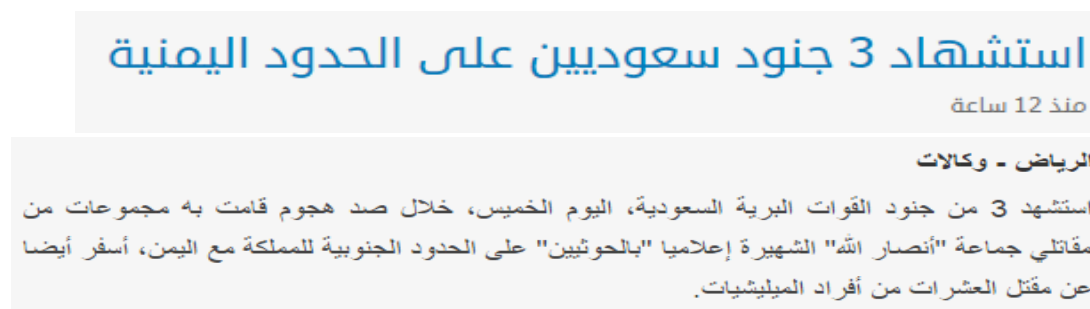 استشهاد 3 جنود سعوديين على الحدود اليمنية
منذ 12 ساعة
الرياض - وكالات
استشهد 3 من جنود القوات البرية السعودية، اليوم الخميس، خلال صد هجوم قامت به مجموعات من
مقاتلي جماعة "أنصار الله" الشهيرة إعلاميا "بالحوثيين" على الحدود الجنوبية للمملكة مع اليمن، أسفر أيضا
عن مقتل العشرات من أفراد الميليشيات.